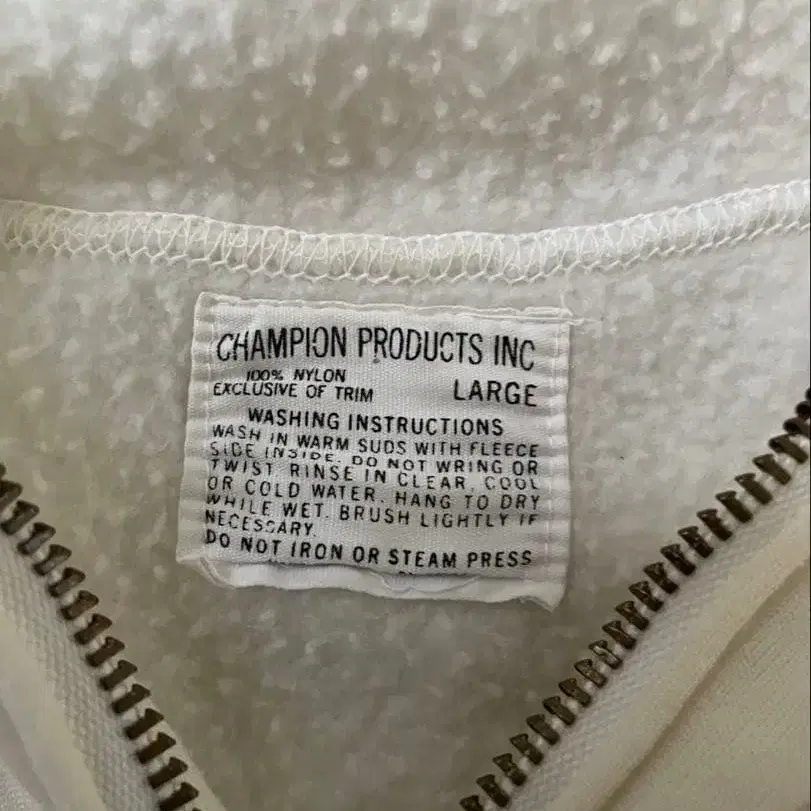 CHAMPION PRODUCTS INC
100% NYLON
EXCLUSIVE OF TRIM LARGE
WASHING INSTRUCTIONS
WASH IN WARM SUDS WITH FLEECE
SIDE INSIDE. DO NOT WRING OR
TWIST. RINSE IN CLEAR, COOL
OR COLD WATER. HANG TO DRY
WHILE WET. BRUSH LIGHTLY IF
NECESSARY.
DO NOT IRON OR STEAM PRESS